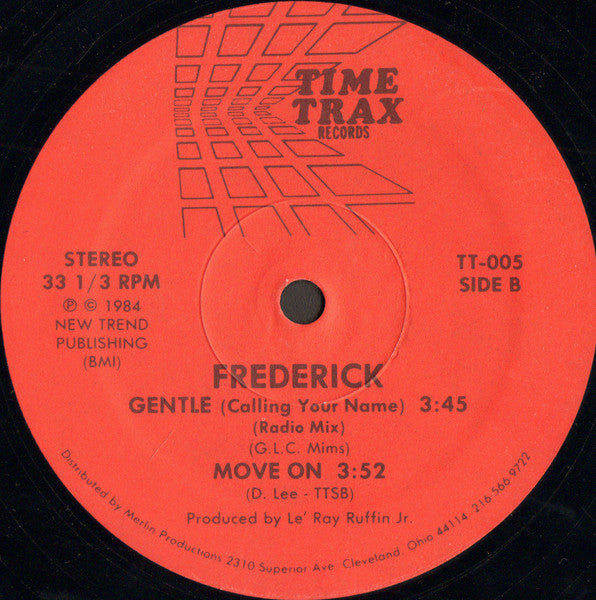 TIME
TRAX
RECORDS
STEREO
33 1/3 RPM
Ⓟ © 1984
NEW TREND
PUBLISHING
(BMI)
TT-005
SIDE B
FREDERICK
GENTLE (Calling Your Name) 3:45
(Radio Mix)
(G.L.C. Mims)
MOVE ON 3:52
(D. Lee - TTSB)
Produced by Le' Ray Ruffin Jr.
Distributed by Merlin Productions 2310 Superior Ave. Cleveland, Ohio 44114 216 566 9722